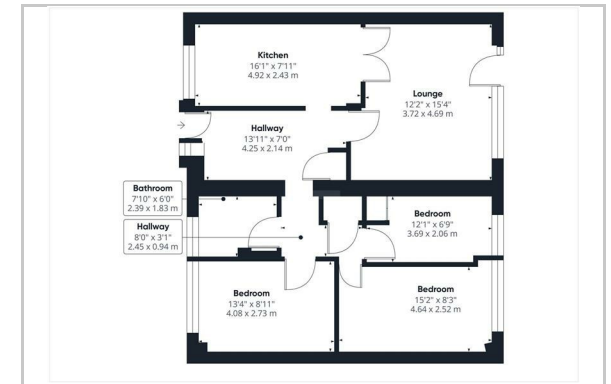 Kitchen
16'1" x 7'11"
4.92 x 2.43 m
Lounge
12'2" x 15'4"
3.72 x 4.69 m
Hallway
13'11" x 7'0"
4.25 x 2.14 m
Bathroom
7'10" x 6'0"
2.39 x 1.83 m
Hallway
8'0" x 3'1"
2.45 x 0.94 m
Bedroom
12'1" x 6'9"
3.69 x 2.06 m
Bedroom
13'4" x 8'11"
4.08 x 2.73 m
Bedroom
15'2" x 8'3"
4.64 x 2.52 m